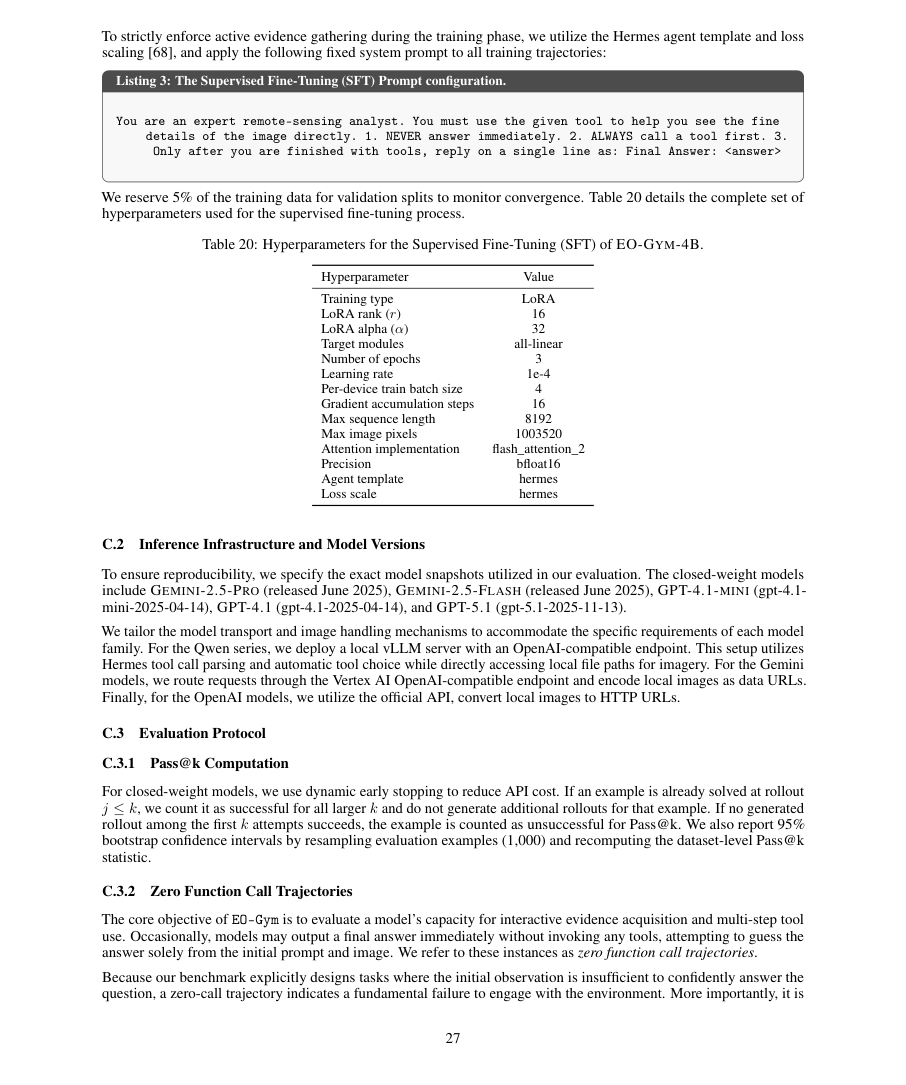 To strictly enforce active evidence gathering during the training phase, we utilize the Hermes agent template and loss
scaling [68], and apply the following fixed system prompt to all training trajectories:
Listing 3: The Supervised Fine-Tuning (SFT) Prompt configuration.
You are an expert remote-sensing analyst. You must use the given tool to help you see the fine
details of the image directly. 1. NEVER answer immediately. 2. ALWAYS call a tool first. 3.
Only after you are finished with tools, reply on a single line as: Final Answer: <answer>
We reserve 5% of the training data for validation splits to monitor convergence. Table 20 details the complete set of
hyperparameters used for the supervised fine-tuning process.
Table 20: Hyperparameters for the Supervised Fine-Tuning (SFT) of EO-GYM-4B.
Hyperparameter Value
Training type LoRA
LoRA rank (r) 16
LoRA alpha (α) 32
Target modules all-linear
Number of epochs 3
Learning rate 1e-4
Per-device train batch size 4
Gradient accumulation steps 16
Max sequence length 8192
Max image pixels 1003520
Attention implementation flash_attention_2
Precision bfloat16
Agent template hermes
Loss scale hermes
C.2 Inference Infrastructure and Model Versions
To ensure reproducibility, we specify the exact model snapshots utilized in our evaluation. The closed-weight models
include GEMINI-2.5-PRO (released June 2025), GEMINI-2.5-FLASH (released June 2025), GPT-4.1-MINI (gpt-4.1-
mini-2025-04-14), GPT-4.1 (gpt-4.1-2025-04-14), and GPT-5.1 (gpt-5.1-2025-11-13).
We tailor the model transport and image handling mechanisms to accommodate the specific requirements of each model
family. For the Qwen series, we deploy a local vLLM server with an OpenAI-compatible endpoint. This setup utilizes
Hermes tool call parsing and automatic tool choice while directly accessing local file paths for imagery. For the Gemini
models, we route requests through the Vertex AI OpenAI-compatible endpoint and encode local images as data URLs.
Finally, for the OpenAI models, we utilize the official API, convert local images to HTTP URLs.
C.3 Evaluation Protocol
C.3.1 Pass@k Computation
For closed-weight models, we use dynamic early stopping to reduce API cost. If an example is already solved at rollout
j ≤ k, we count it as successful for all larger k and do not generate additional rollouts for that example. If no generated
rollout among the first k attempts succeeds, the example is counted as unsuccessful for Pass@k. We also report 95%
bootstrap confidence intervals by resampling evaluation examples (1,000) and recomputing the dataset-level Pass@k
statistic.
C.3.2 Zero Function Call Trajectories
The core objective of EO-Gym is to evaluate a model's capacity for interactive evidence acquisition and multi-step tool
use. Occasionally, models may output a final answer immediately without invoking any tools, attempting to guess the
answer solely from the initial prompt and image. We refer to these instances as zero function call trajectories.
Because our benchmark explicitly designs tasks where the initial observation is insufficient to confidently answer the
question, a zero-call trajectory indicates a fundamental failure to engage with the environment. More importantly, it is
27